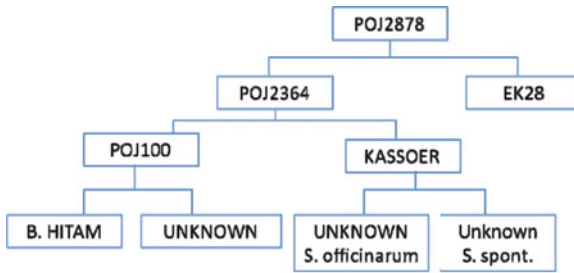 POJ2878
POJ2364
EK28
POJ100
KASSOER
B. HITAM
UNKNOWN
UNKNOWN
S. officinarum
Unknown
S. spont.